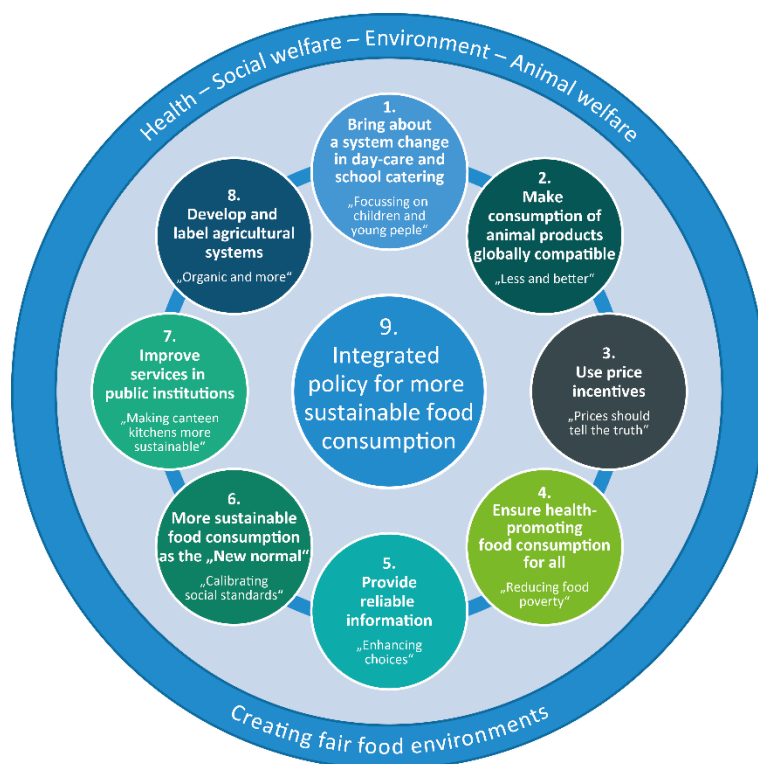 Health – Social welfare – Environment – Animal welfare
1.
Bring about
a system change
in day-care and
school catering
„Focussing on
children and
young peple“
2.
Make
consumption of
animal products
globally compatible
„Less and better“
3.
Use price
incentives
„Prices should
tell the truth“
4.
Ensure health-
promoting
food consumption
for all
„Reducing food
poverty“
5.
Provide
reliable
information
„Enhancing
choices“
6.
More sustainable
food consumption
as the „New normal“
„Calibrating
social standards“
7.
Improve
services in
public institutions
„Making canteen
kitchens more
sustainable“
8.
Develop and
label agricultural
systems
„Organic and more“
9.
Integrated
policy for more
sustainable food
consumption
Creating fair food environments